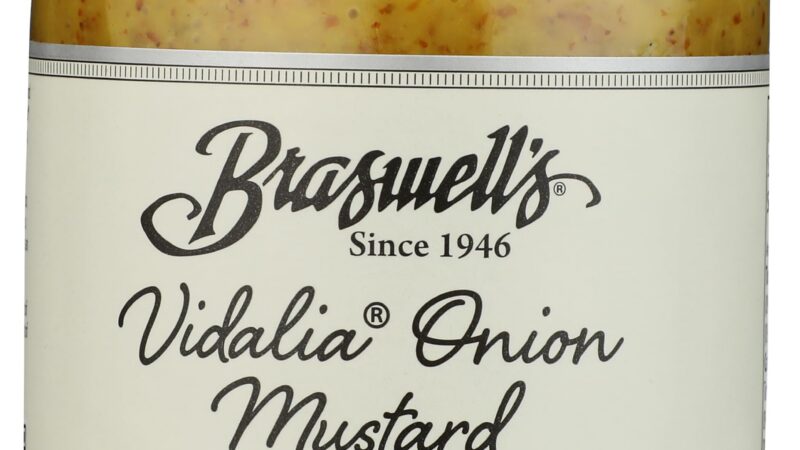 Braswell's®
Since 1946
Vidalia® Onion
Mustard